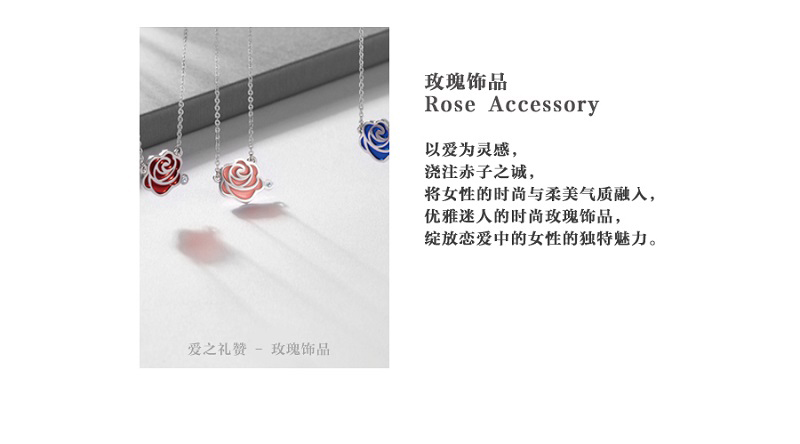 玫瑰饰品
Rose Accessory
以爱为灵感，
浇注赤子之诚，
将女性的时尚与柔美气质融入，
优雅迷人的时尚玫瑰饰品，
绽放恋爱中的女性的独特魅力。
爱之礼赞 - 玫瑰饰品